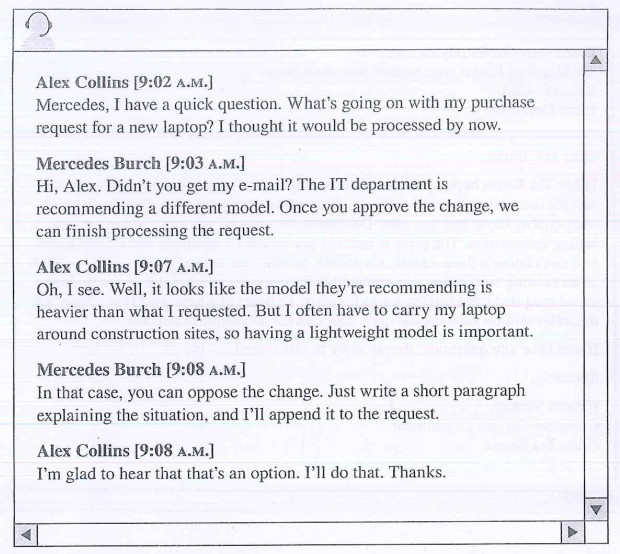 Alex Collins [9:02 A.M.]
Mercedes, I have a quick question. What's going on with my purchase
request for a new laptop? I thought it would be processed by now.
Mercedes Burch [9:03 A.M.]
Hi, Alex. Didn't you get my e-mail? The IT department is
recommending a different model. Once you approve the change, we
can finish processing the request.
Alex Collins [9:07 A.M.]
Oh, I see. Well, it looks like the model they're recommending is
heavier than what I requested. But I often have to carry my laptop
around construction sites, so having a lightweight model is important.
Mercedes Burch [9:08 A.M.]
In that case, you can oppose the change. Just write a short paragraph
explaining the situation, and I'll append it to the request.
Alex Collins [9:08 A.M.]
I'm glad to hear that that's an option. I'll do that. Thanks.